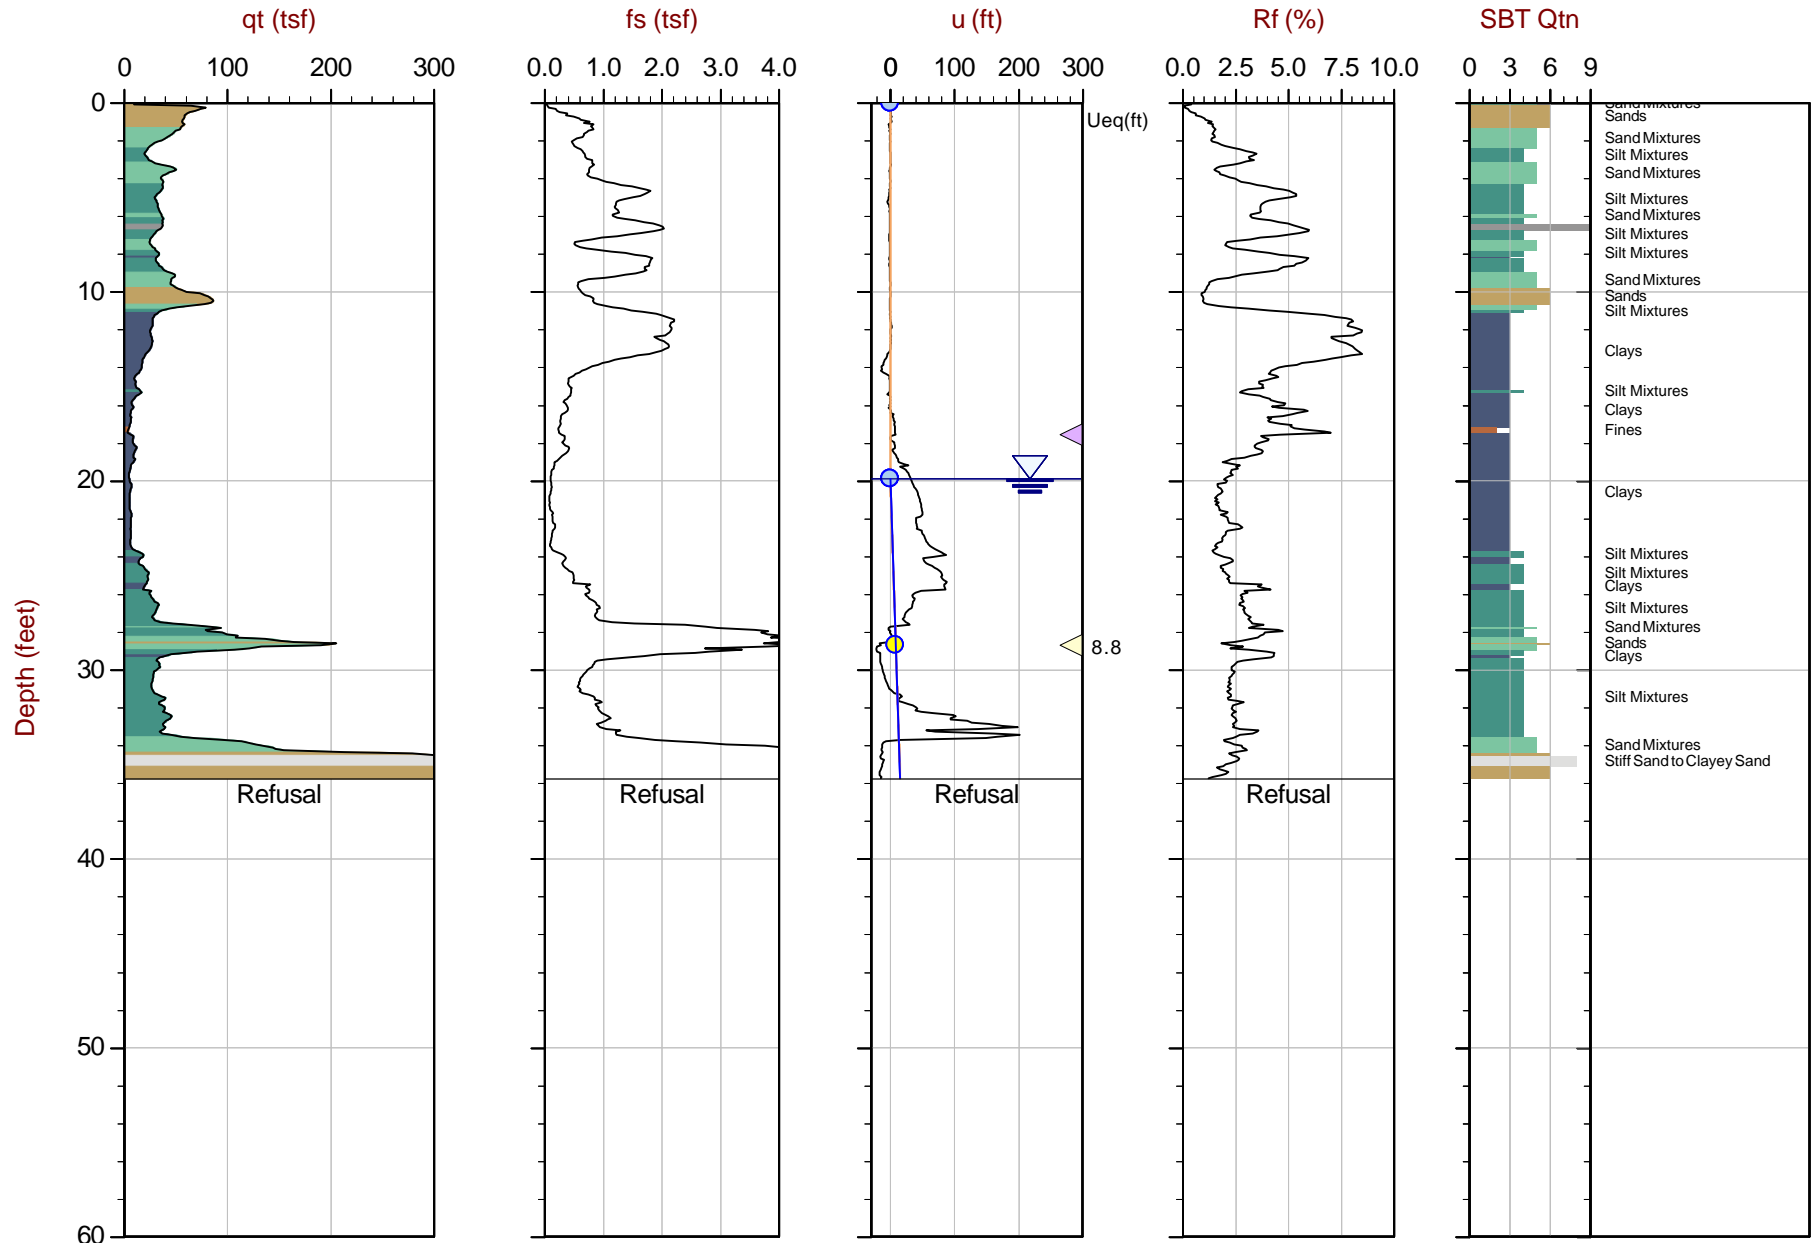 qt (tsf) fs (tsf) u (ft) Rf (%) SBT Qtn
0 100 200 300 0.0 1.0 2.0 3.0 4.0 0 100 200 300 0.0 2.5 5.0 7.5 10.0 0 3 6 9
0
10
20
30
40
50
60
Depth (feet)
Ueq(ft)
8.8
Refusal Refusal Refusal Refusal
Sand Mixtures
Sands
Sand Mixtures
Silt Mixtures
Sand Mixtures
Silt Mixtures
Sand Mixtures
Silt Mixtures
Silt Mixtures
Sand Mixtures
Sands
Silt Mixtures
Clays
Silt Mixtures
Clays
Fines
Clays
Silt Mixtures
Silt Mixtures
Clays
Silt Mixtures
Sand Mixtures
Sands
Clays
Silt Mixtures
Sand Mixtures
Stiff Sand to Clayey Sand